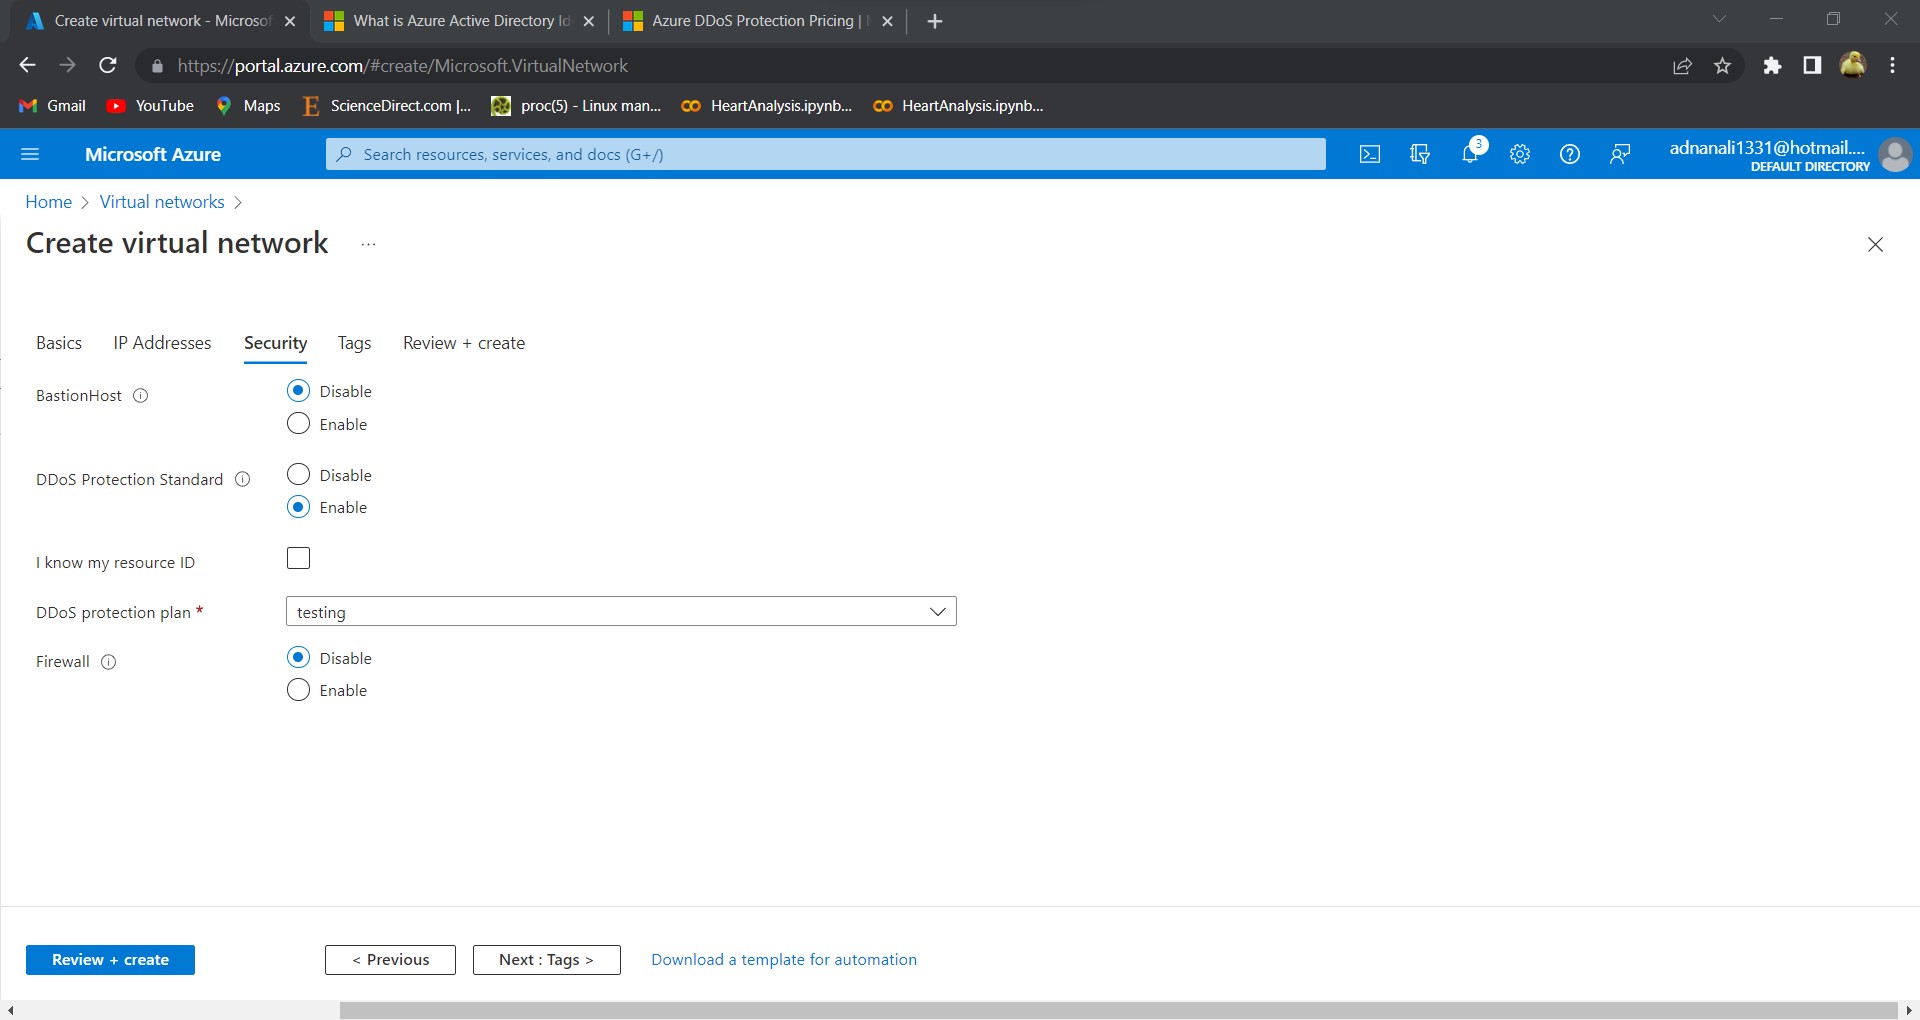 Create virtual network - Microsof
What is Azure Active Directory Id
Azure DDoS Protection Pricing |
https://portal.azure.com/#create/Microsoft.VirtualNetwork
Gmail
YouTube
Maps
ScienceDirect.com |...
proc(5) - Linux man...
HeartAnalysis.ipynb...
HeartAnalysis.ipynb...
Microsoft Azure
Search resources, services, and docs (G+/)
3
adnanali1331@hotmail....
DEFAULT DIRECTORY
Home > Virtual networks >
Create virtual network ...
Basics
IP Addresses
Security
Tags
Review + create
BastionHost
Disable
Enable
DDoS Protection Standard
Disable
Enable
I know my resource ID
DDoS protection plan *
testing
Firewall
Disable
Enable
Review + create
< Previous
Next : Tags >
Download a template for automation